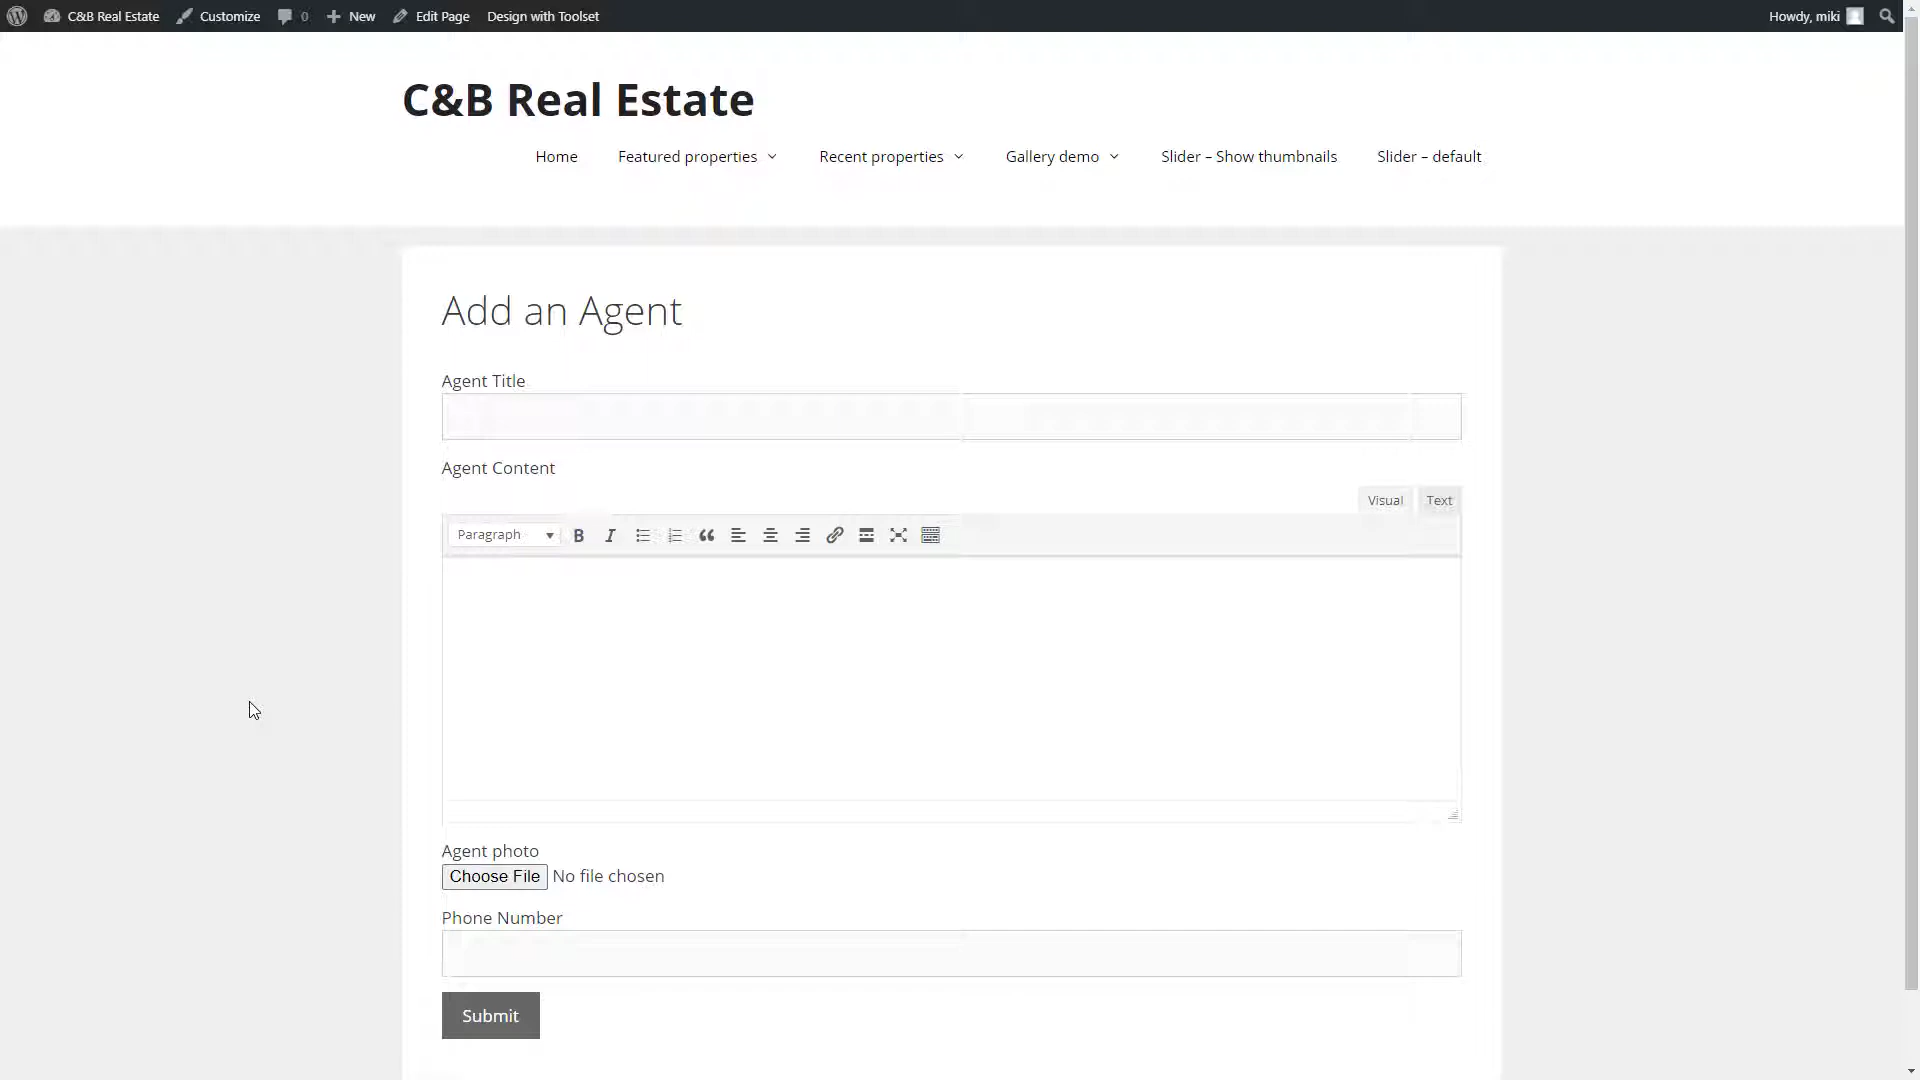 C&B Real Estate Customize 0 New Edit Page Design with Toolset Howdy, miki
C&B Real Estate
Home Featured properties Recent properties Gallery demo Slider – Show thumbnails Slider – default
Add an Agent
Agent Title
Agent Content
Visual Text
Paragraph B I
Agent photo
Choose File No file chosen
Phone Number
Submit